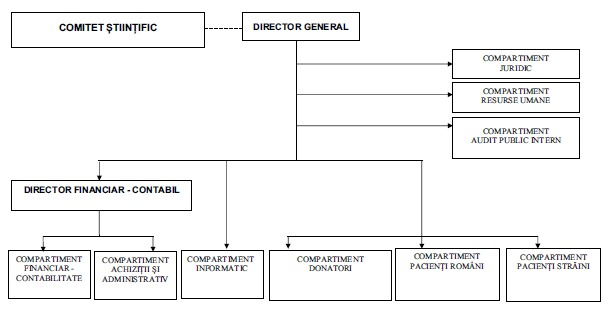 COMITET ȘTIINȚIFIC
DIRECTOR GENERAL
COMPARTIMENT
JURIDIC
COMPARTIMENT
RESURSE UMANE
COMPARTIMENT
AUDIT PUBLIC INTERN
DIRECTOR FINANCIAR - CONTABIL
COMPARTIMENT
FINANCIAR -
CONTABILITATE
COMPARTIMENT
ACHIZIȚII ȘI
ADMINISTRATIV
COMPARTIMENT
INFORMATIC
COMPARTIMENT
DONATORI
COMPARTIMENT
PACIENȚI ROMÂNI
COMPARTIMENT
PACIENȚI STRĂINI